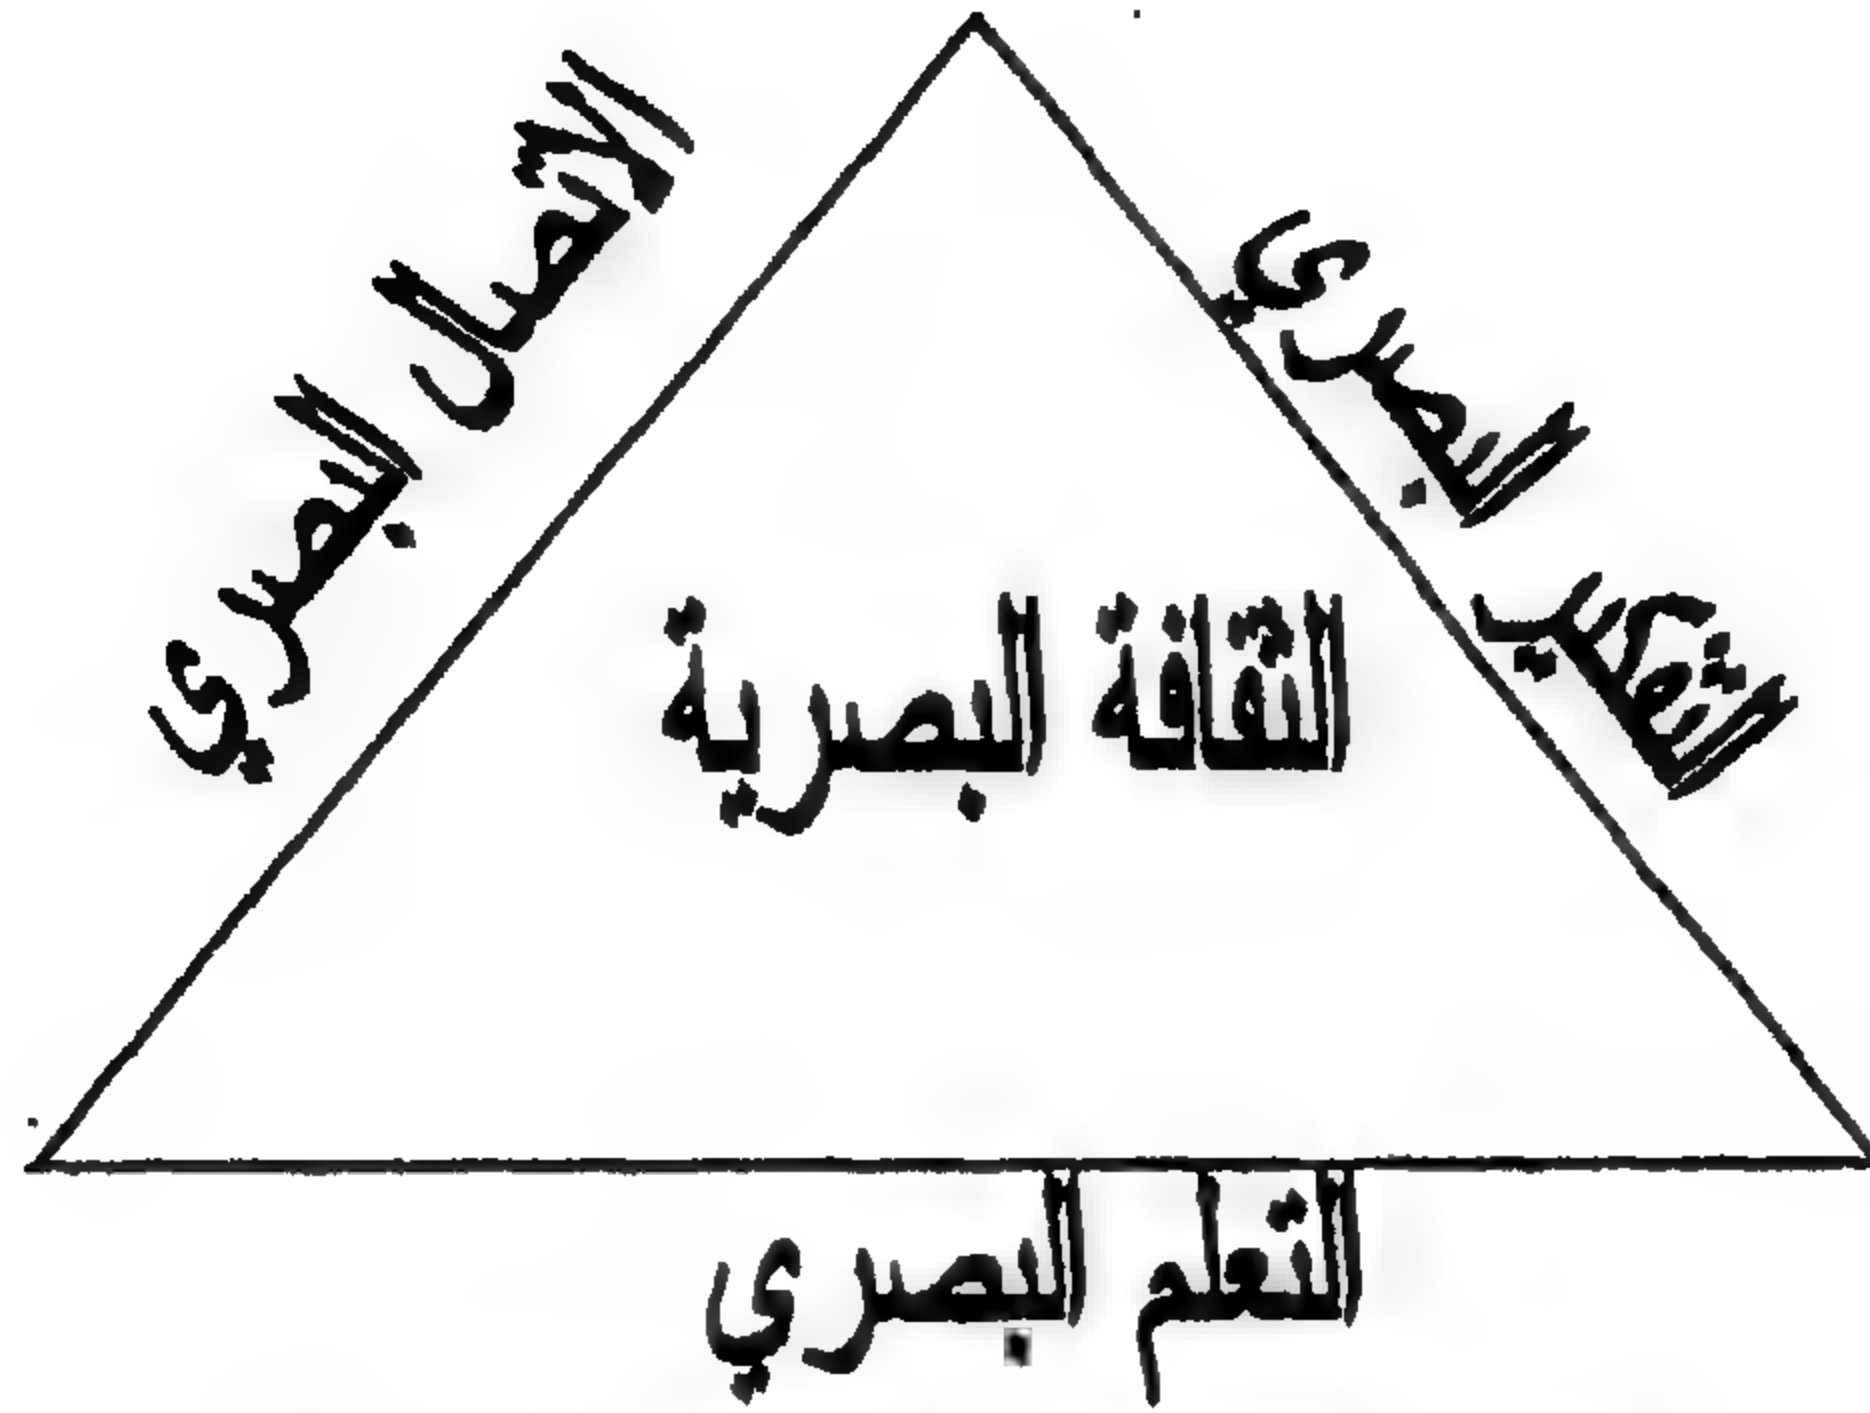 الاتصال البصري
التفكير البصري
الثقافة البصرية
التعلم البصري